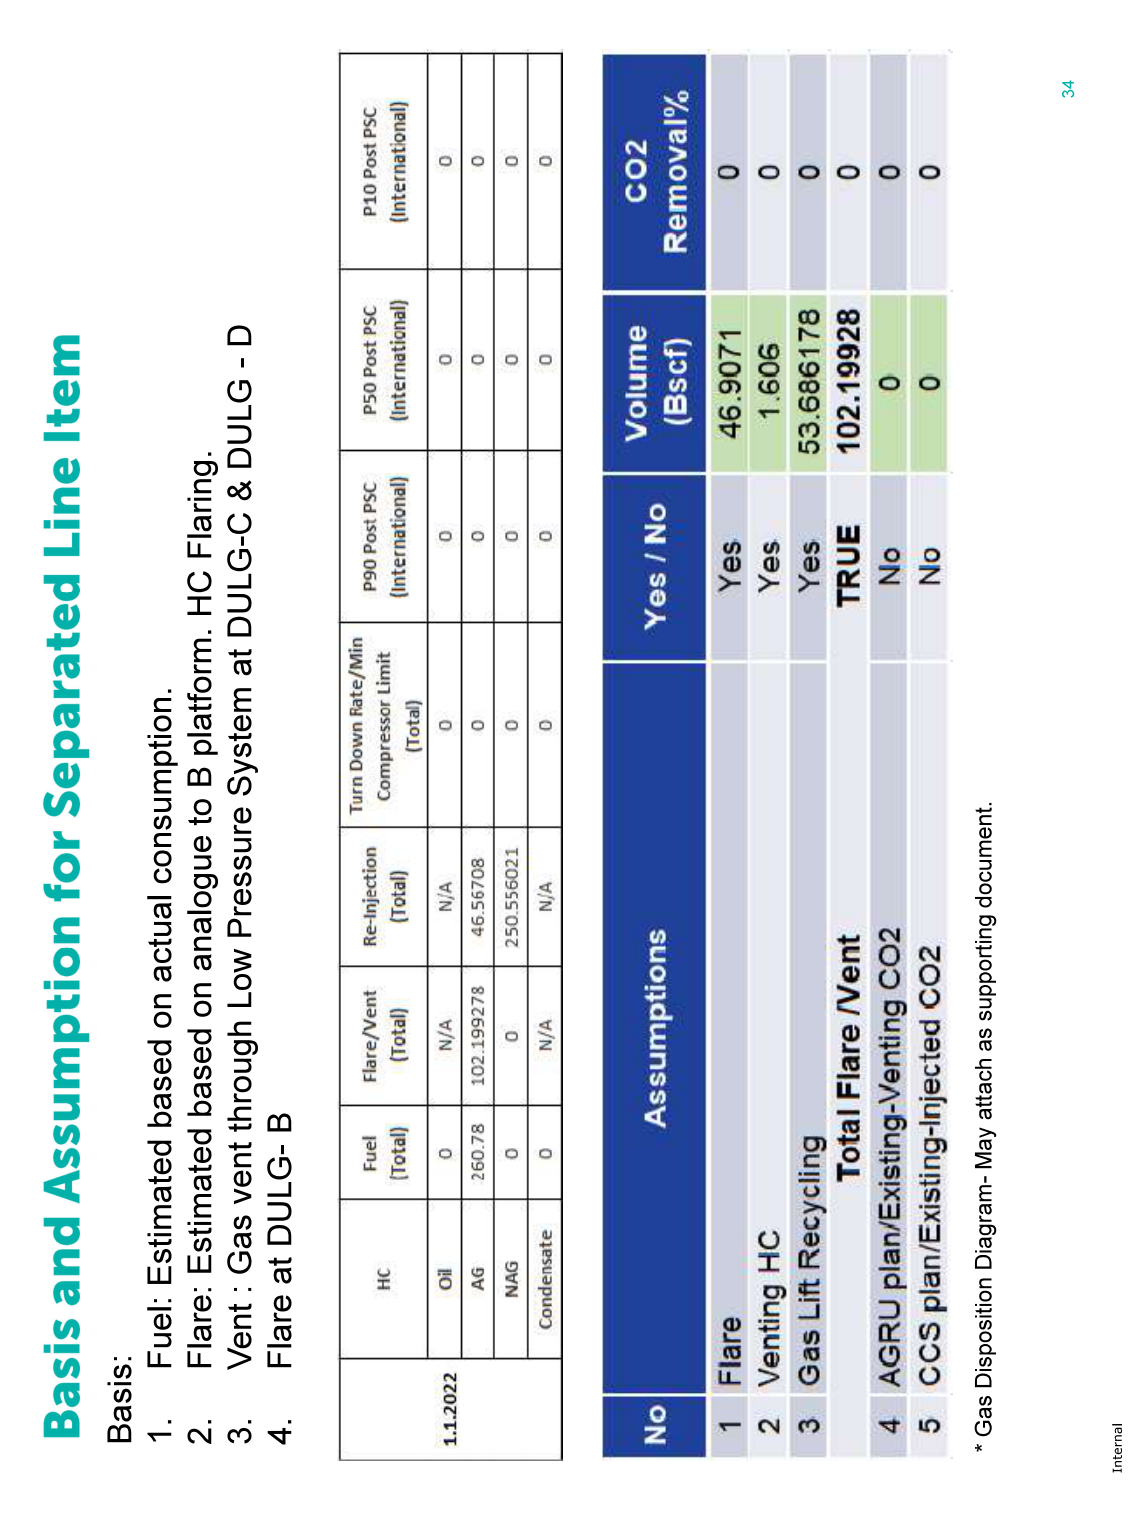 Basis and Assumption for Separated Line Item
Basis:
1. Fuel: Estimated based on actual consumption.
2. Flare: Estimated based on analogue to B platform. HC Flaring.
3. Vent : Gas vent through Low Pressure System at DULG-C & DULG - D
4. Flare at DULG- B
HC Fuel (Total) Flare/Vent (Total) Re-Injection (Total) Turn Down Rate/Min Compressor Limit (Total) P90 Post PSC (International) P50 Post PSC (International) P10 Post PSC (International)
1.1.2022 Oil 0 N/A N/A 0 0 0 0
AG 260.78 102.199278 46.56708 0 0 0 0
NAG 0 0 250.556021 0 0 0 0
Condensate 0 N/A N/A 0 0 0 0
No Assumptions Yes / No Volume (Bscf) CO2 Removal%
1 Flare Yes 46.9071 0
2 Venting HC Yes 1.606 0
3 Gas Lift Recycling Yes 53.686178 0
Total Flare /Vent TRUE 102.19928 0
4 AGRU plan/Existing-Venting CO2 No 0 0
5 CCS plan/Existing-Injected CO2 No 0 0
* Gas Disposition Diagram- May attach as supporting document.
34
Internal